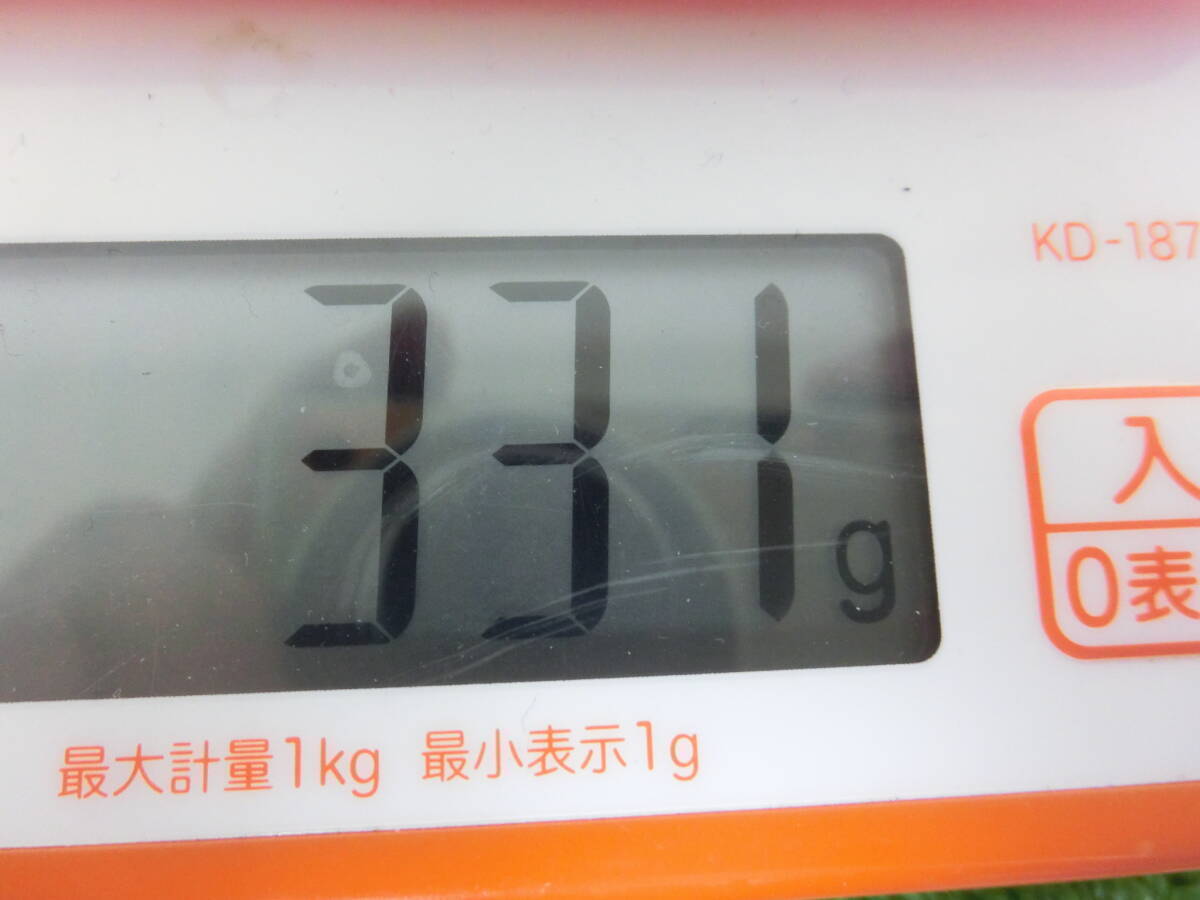 KD-187
331g
入
0表
最大計量1kg 最小表示1g